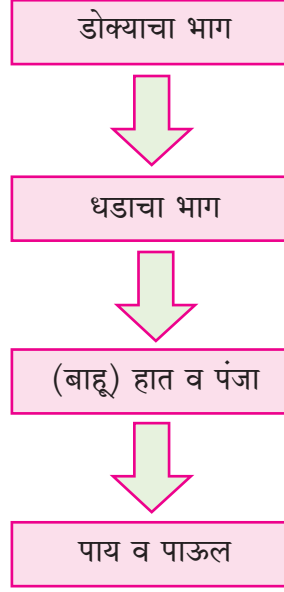 डोक्याचा भाग
धडाचा भाग
(बाहू) हात व पंजा
पाय व पाऊल